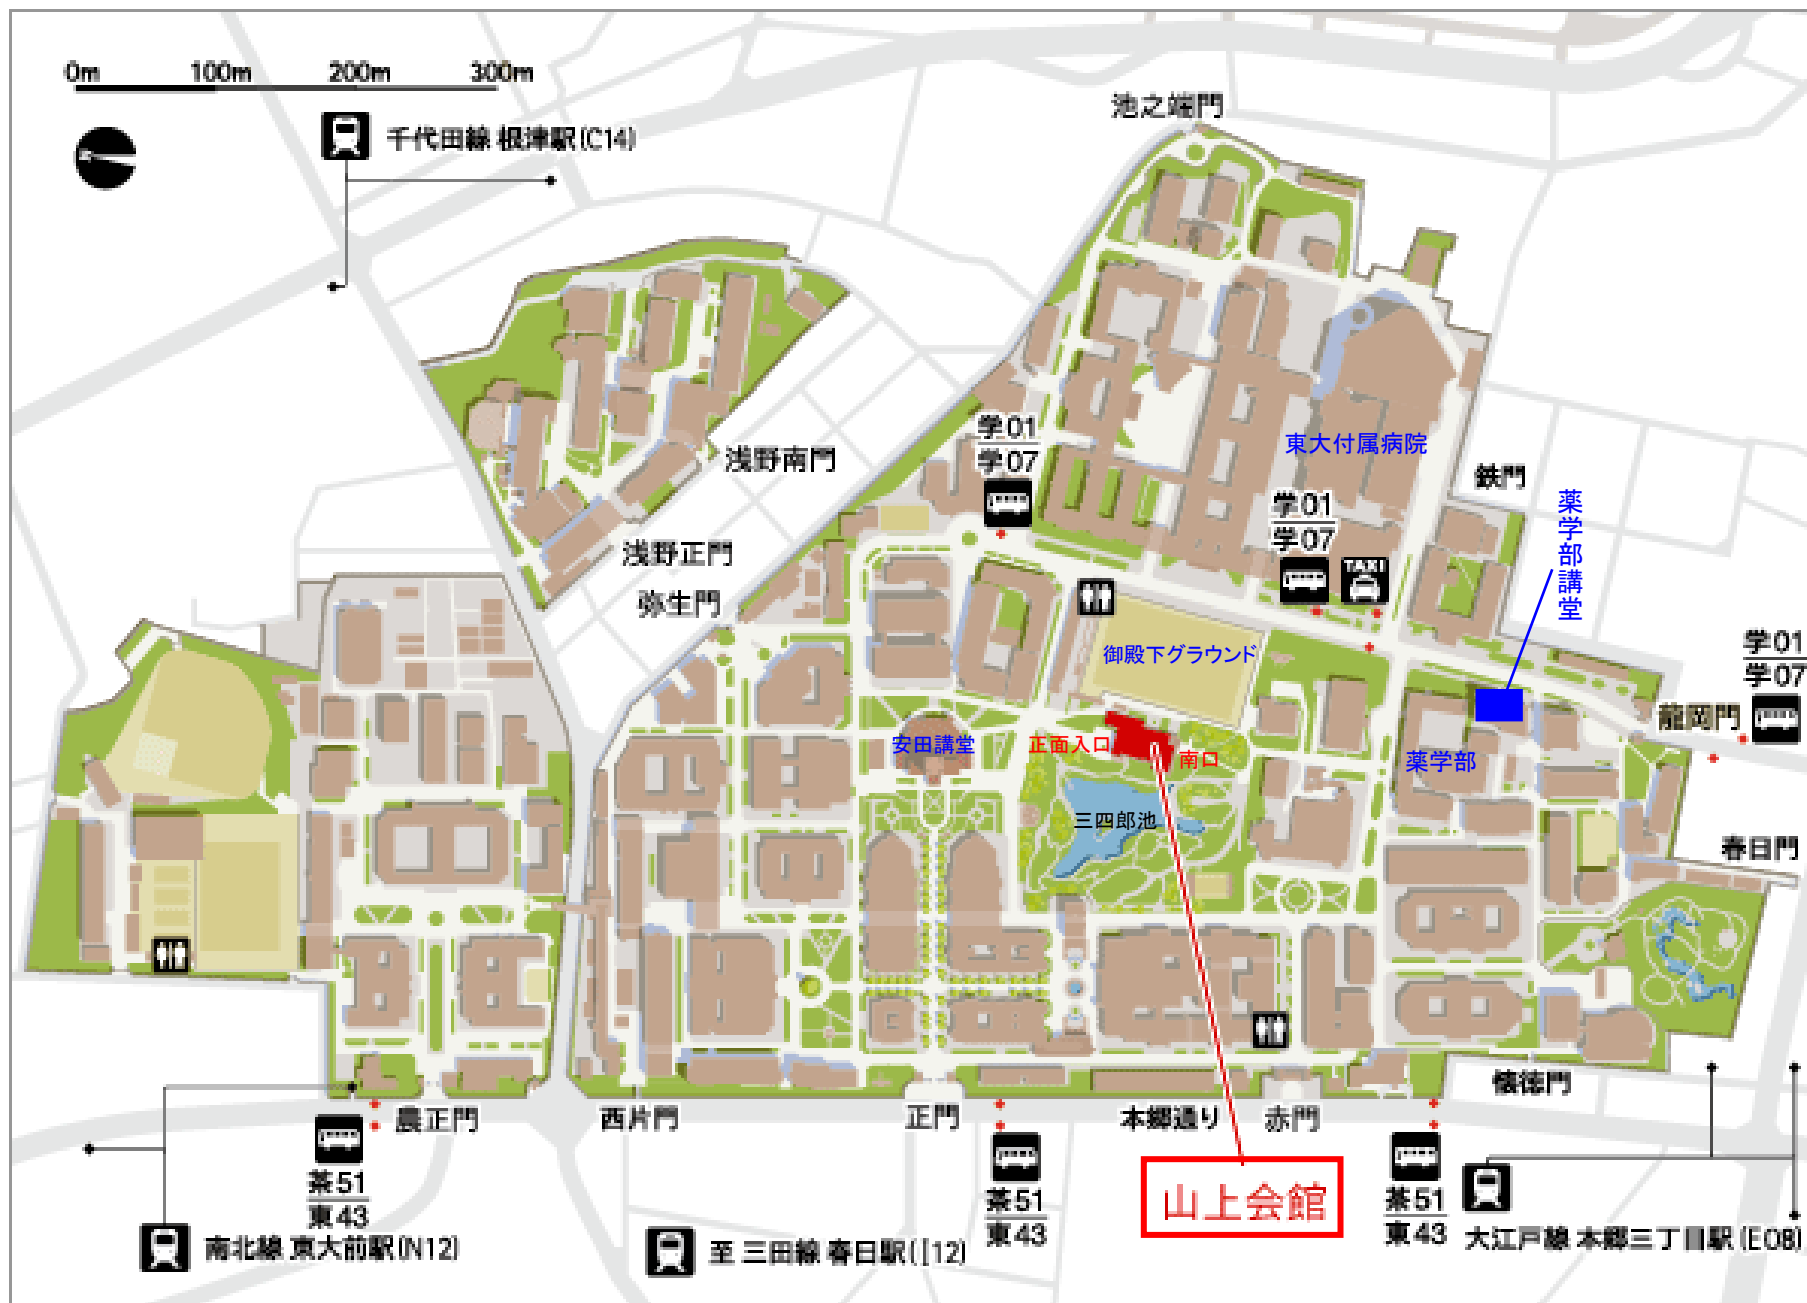 0m 100m 200m 300m
池之端門
千代田線 根津駅(C14)
学01
学07
浅野南門
東大付属病院
鉄門
薬学部講堂
学01
学07
TAXI
浅野正門
弥生門
御殿下グラウンド
学01
学07
龍岡門
安田講堂
正面入口
南口
薬学部
三四郎池
春日門
懐徳門
農正門
西片門
正門
本郷通り
赤門
茶51
東43
茶51
東43
茶51
東43
山上会館
南北線 東大前駅(N12)
至 三田線 春日駅(I12)
大江戸線 本郷三丁目駅(E08)